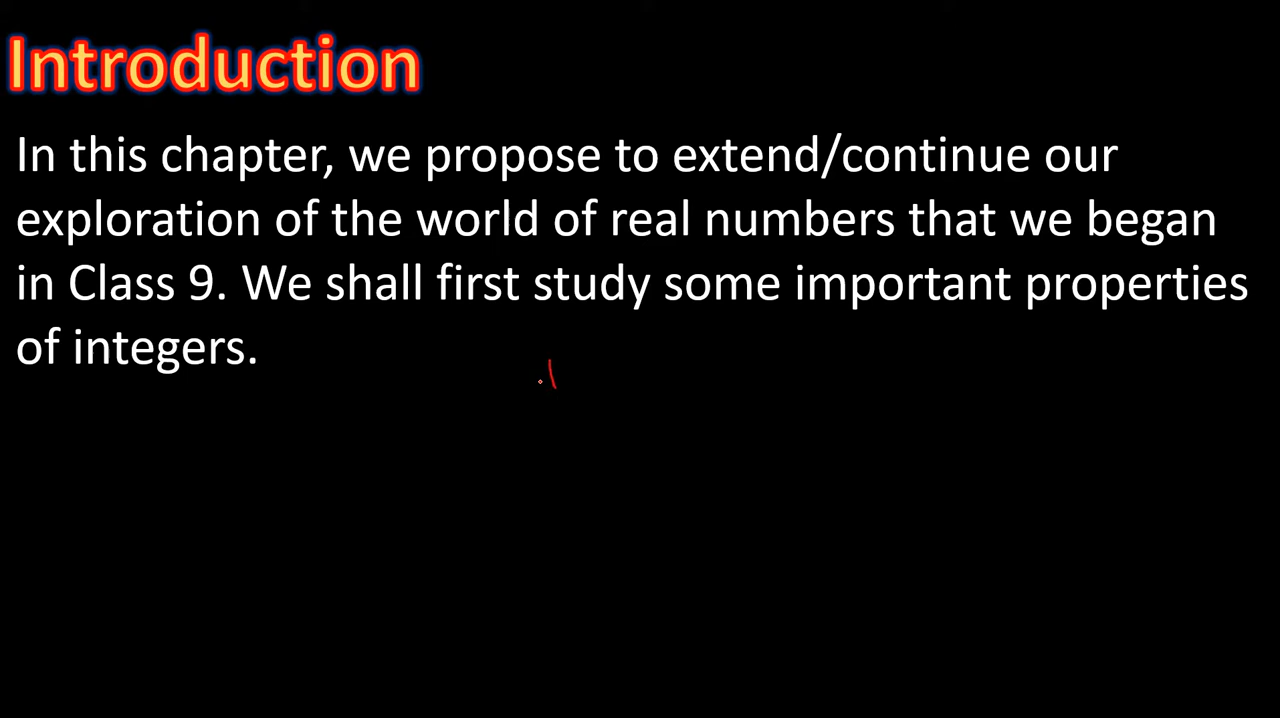 Introduction
In this chapter, we propose to extend/continue our
exploration of the world of real numbers that we began
in Class 9. We shall first study some important properties
of integers.